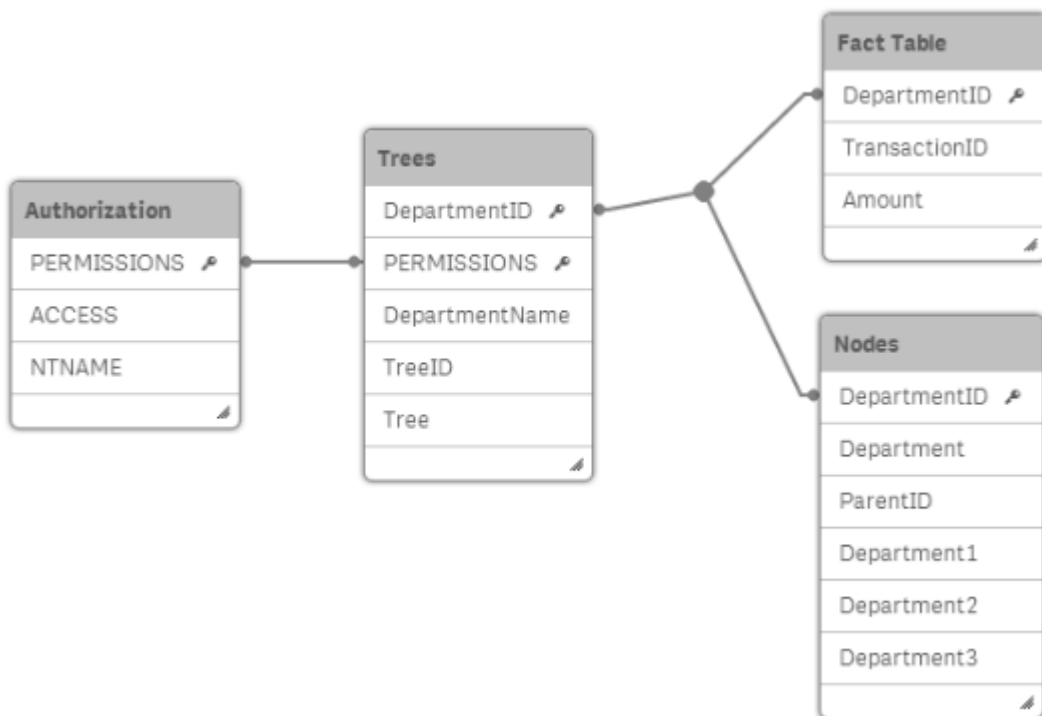 Authorization
PERMISSIONS
ACCESS
NTNAME
Trees
DepartmentID
PERMISSIONS
DepartmentName
TreeID
Tree
Fact Table
DepartmentID
TransactionID
Amount
Nodes
DepartmentID
Department
ParentID
Department1
Department2
Department3